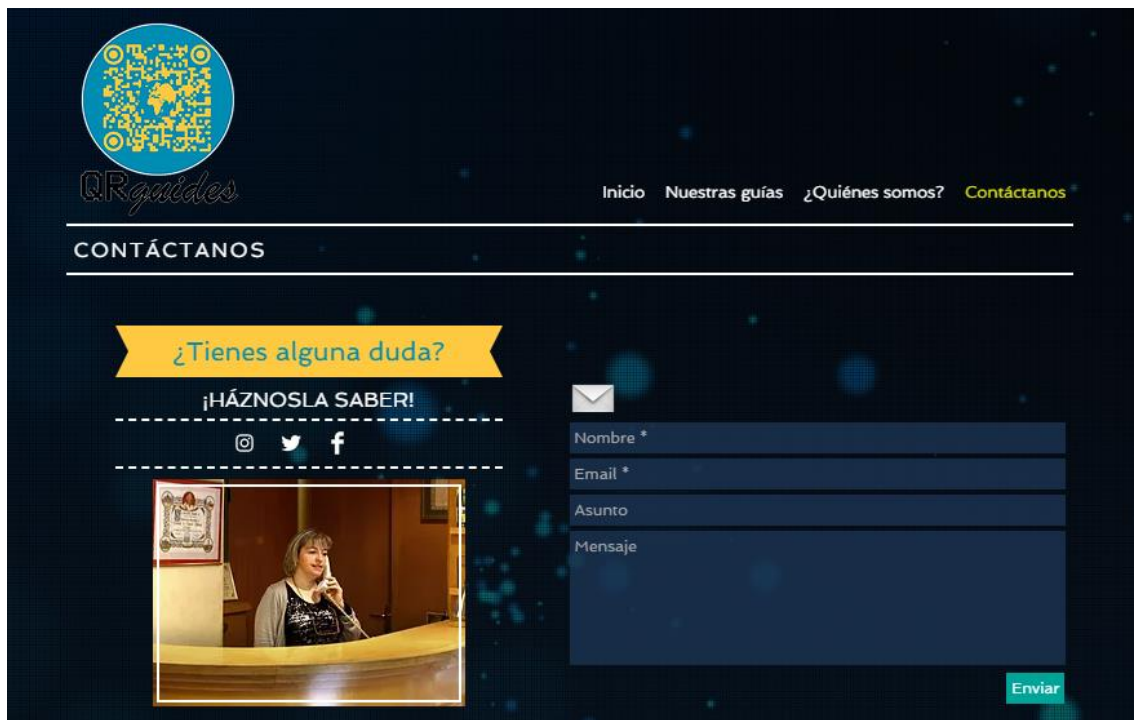 QRguides
Inicio Nuestras guías ¿Quiénes somos? Contáctanos
CONTÁCTANOS
¿Tienes alguna duda?
¡HÁZNOSLA SABER!
Nombre *
Email *
Asunto
Mensaje
Enviar